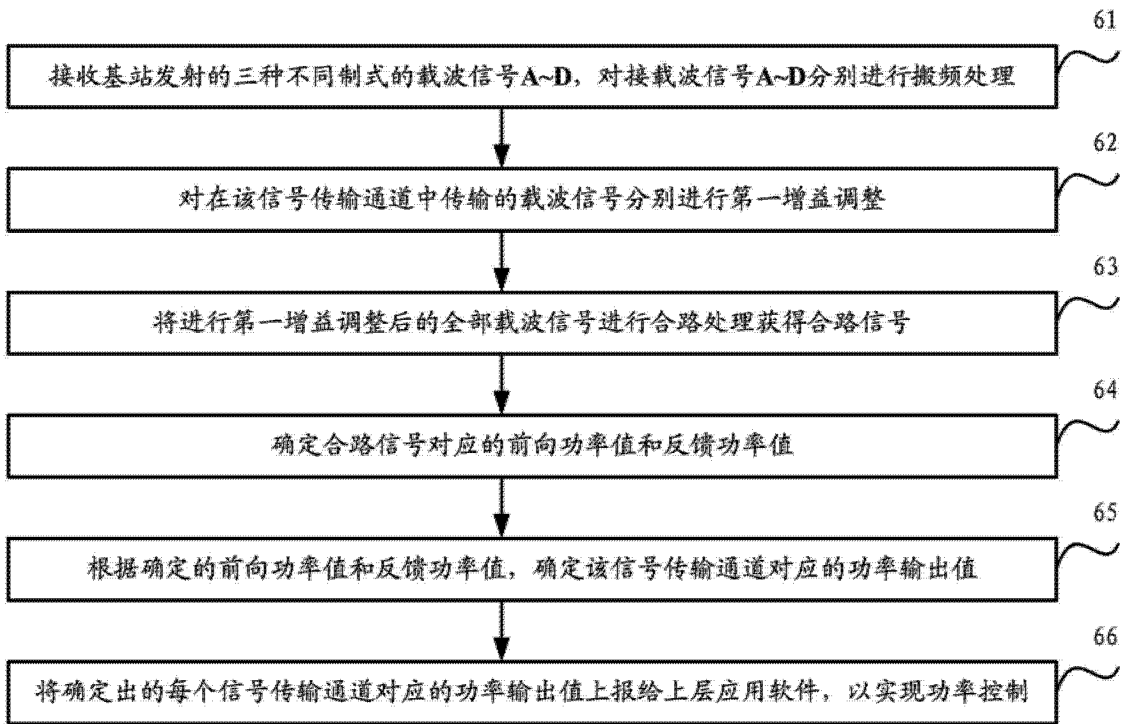 61
接收基站发射的三种不同制式的载波信号A~D，对接载波信号A~D分别进行搬频处理
62
对在该信号传输通道中传输的载波信号分别进行第一增益调整
63
将进行第一增益调整后的全部载波信号进行合路处理获得合路信号
64
确定合路信号对应的前向功率值和反馈功率值
65
根据确定的前向功率值和反馈功率值，确定该信号传输通道对应的功率输出值
66
将确定出的每个信号传输通道对应的功率输出值上报给上层应用软件，以实现功率控制